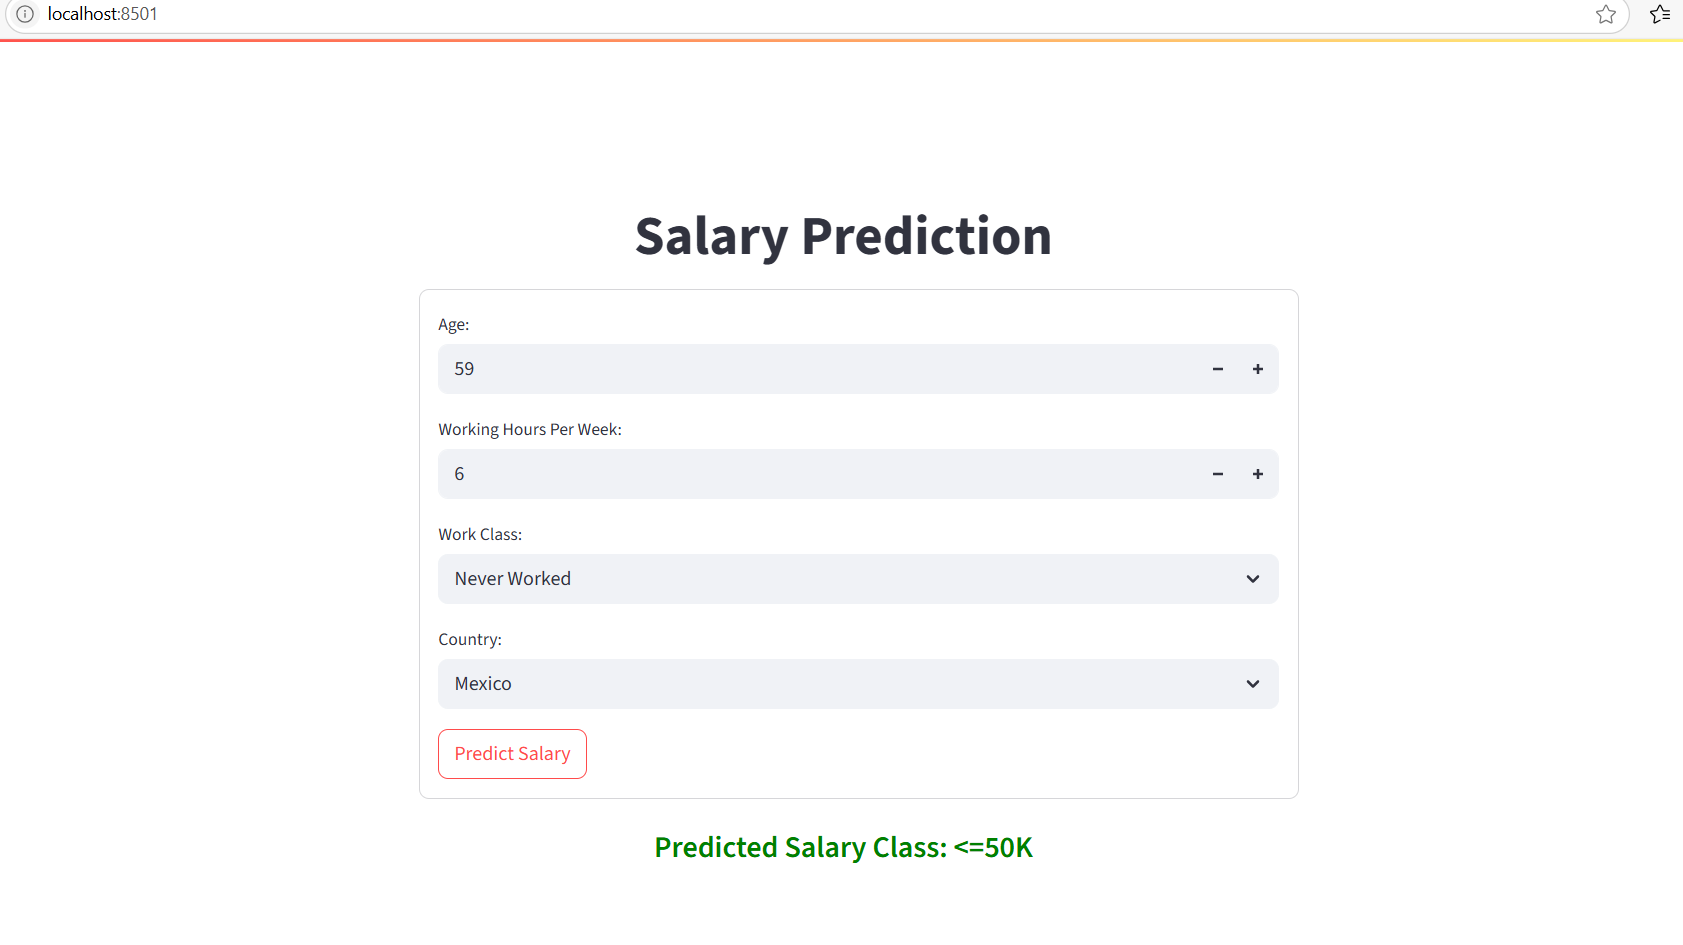 localhost:8501
Salary Prediction
Age:
59
Working Hours Per Week:
6
Work Class:
Never Worked
Country:
Mexico
Predict Salary
Predicted Salary Class: <=50K